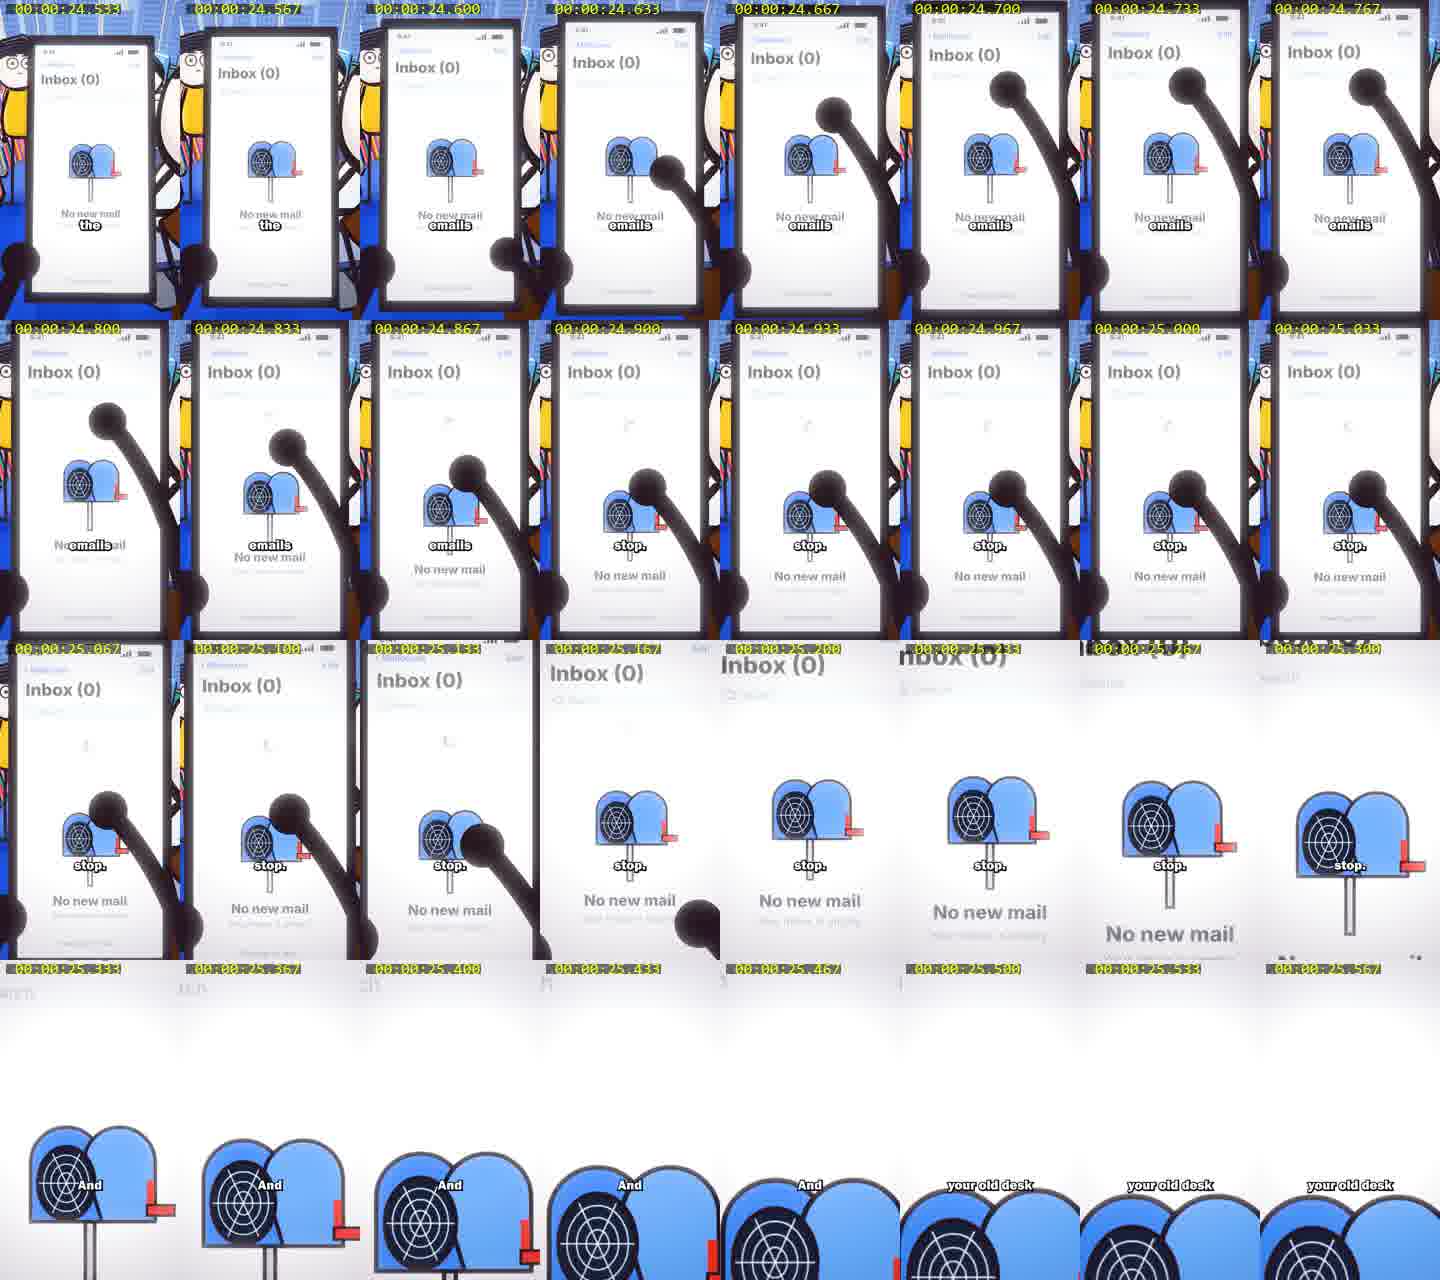 00:00:24.533 00:00:24.567 00:00:24.600 00:00:24.633 00:00:24.667 00:00:24.700 00:00:24.733 00:00:24.767
Inbox (0) Inbox (0) Inbox (0) Inbox (0) Inbox (0) Inbox (0) Inbox (0) Inbox (0)
No new mail No new mail No new mail No new mail No new mail No new mail No new mail No new mail
the the emails emails emails emails emails emails
00:00:24.800 00:00:24.833 00:00:24.867 00:00:24.900 00:00:24.933 00:00:24.967 00:00:25.000 00:00:25.033
Inbox (0) Inbox (0) Inbox (0) Inbox (0) Inbox (0) Inbox (0) Inbox (0) Inbox (0)
emails emails emails stop. stop. stop. stop. stop.
No new mail No new mail No new mail No new mail No new mail No new mail No new mail
00:00:25.067 00:00:25.100 00:00:25.133 00:00:25.167 00:00:25.200 00:00:25.233 00:00:25.267 00:00:25.300
Inbox (0) Inbox (0) Inbox (0) Inbox (0) Inbox (0) nbox (0)
stop. stop. stop. stop. stop. stop. stop. stop.
No new mail No new mail No new mail No new mail No new mail No new mail No new mail
00:00:25.333 00:00:25.367 00:00:25.400 00:00:25.433 00:00:25.467 00:00:25.500 00:00:25.533 00:00:25.567
And And And And And your old desk your old desk your old desk